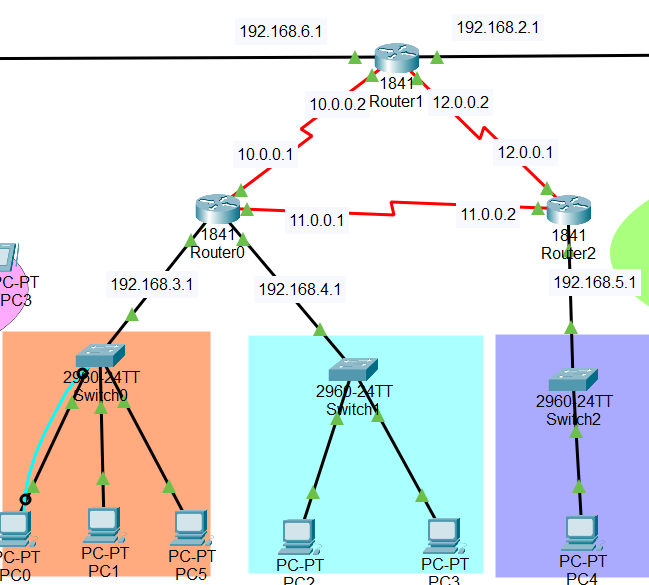 192.168.6.1
192.168.2.1
1841
Router1
10.0.0.2
12.0.0.2
10.0.0.1
12.0.0.1
11.0.0.1
11.0.0.2
1841
Router0
1841
Router2
PC-PT
PC3
192.168.3.1
192.168.4.1
192.168.5.1
2960-24TT
Switch0
2960-24TT
Switch1
2960-24TT
Switch2
PC-PT
PC0
PC-PT
PC1
PC-PT
PC5
PC-PT
PC2
PC-PT
PC3
PC-PT
PC4